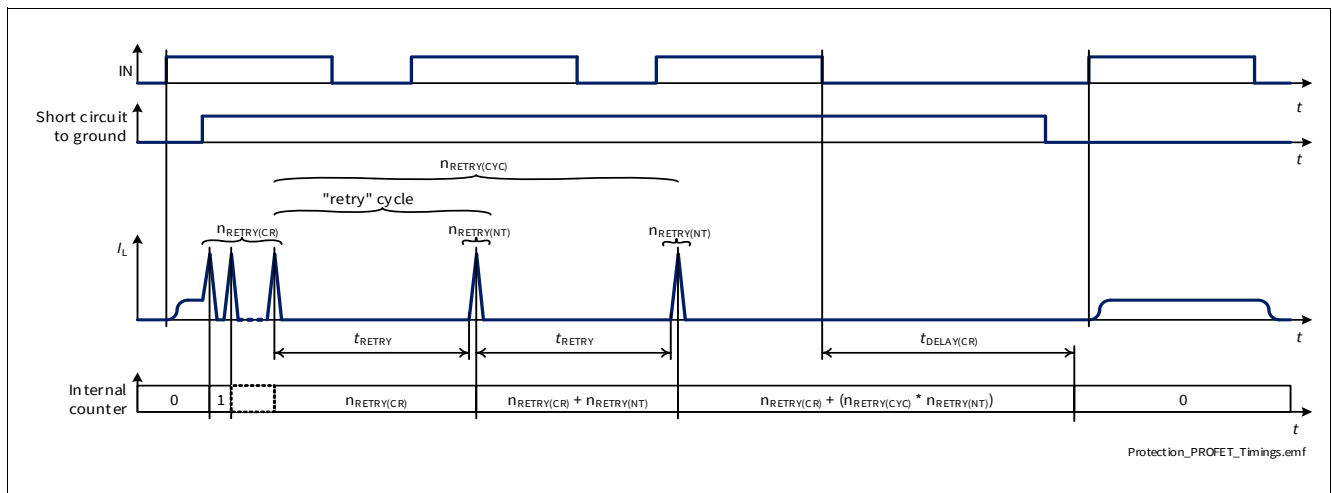 IN
t
Short circuit
to ground
t
nRETRY(CYC)
"retry" cycle
nRETRY(CR)
nRETRY(NT)
nRETRY(NT)
IL
t
tRETRY
tRETRY
tDELAY(CR)
Internal
counter
0
1
nRETRY(CR)
nRETRY(CR) + nRETRY(NT)
nRETRY(CR) + (nRETRY(CYC) * nRETRY(NT))
0
t
Protection_PROFET_Timings.emf